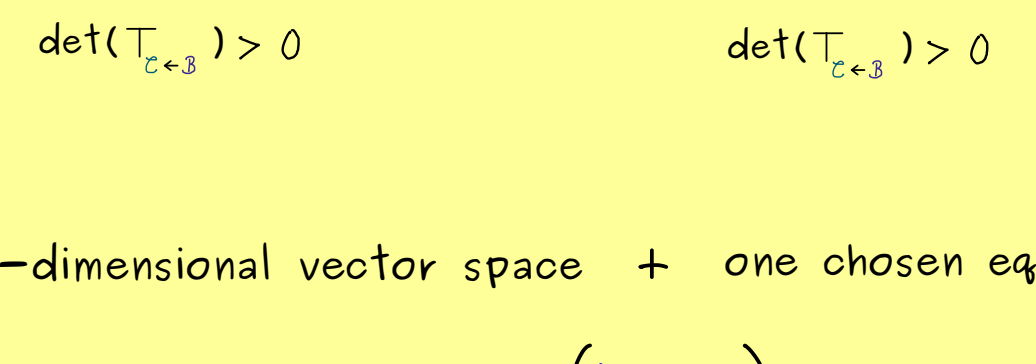 det(T_{C←B}) > 0    det(T_{C←B}) > 0
-dimensional vector space + one chosen eq